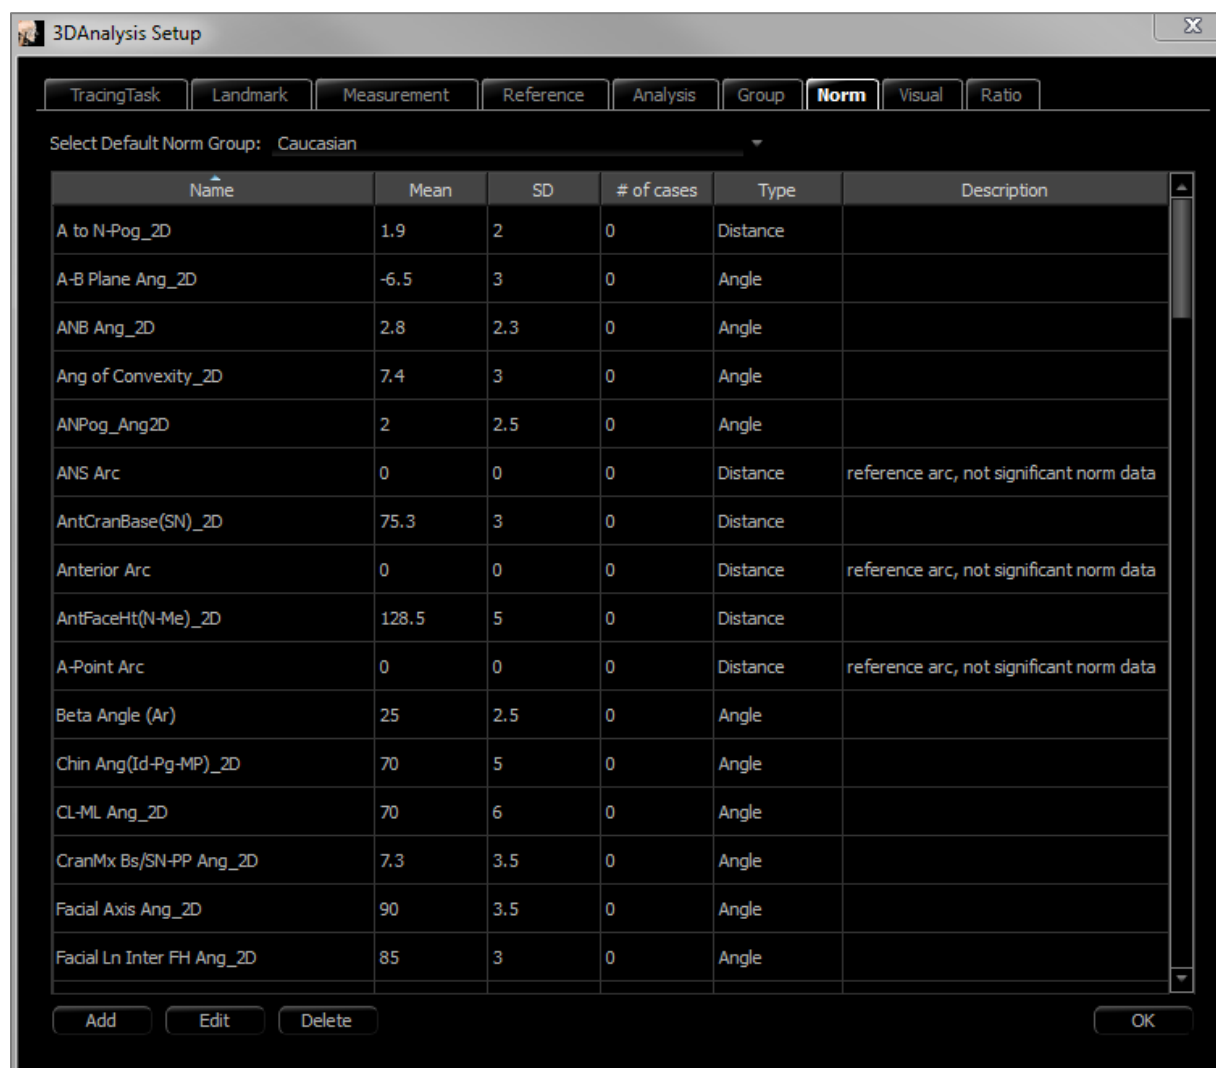 3DAnalysis Setup
TracingTask Landmark Measurement Reference Analysis Group Norm Visual Ratio
Select Default Norm Group: Caucasian
Name Mean SD # of cases Type Description
A to N-Pog_2D 1.9 2 0 Distance
A-B Plane Ang_2D -6.5 3 0 Angle
ANB Ang_2D 2.8 2.3 0 Angle
Ang of Convexity_2D 7.4 3 0 Angle
ANPog_Ang2D 2 2.5 0 Angle
ANS Arc 0 0 0 Distance reference arc, not significant norm data
AntCranBase(SN)_2D 75.3 3 0 Distance
Anterior Arc 0 0 0 Distance reference arc, not significant norm data
AntFaceHt(N-Me)_2D 128.5 5 0 Distance
A-Point Arc 0 0 0 Distance reference arc, not significant norm data
Beta Angle (Ar) 25 2.5 0 Angle
Chin Ang(Id-Pg-MP)_2D 70 5 0 Angle
CL-ML Ang_2D 70 6 0 Angle
CranMx Bs/SN-PP Ang_2D 7.3 3.5 0 Angle
Facial Axis Ang_2D 90 3.5 0 Angle
Facial Ln Inter FH Ang_2D 85 3 0 Angle
Add Edit Delete OK